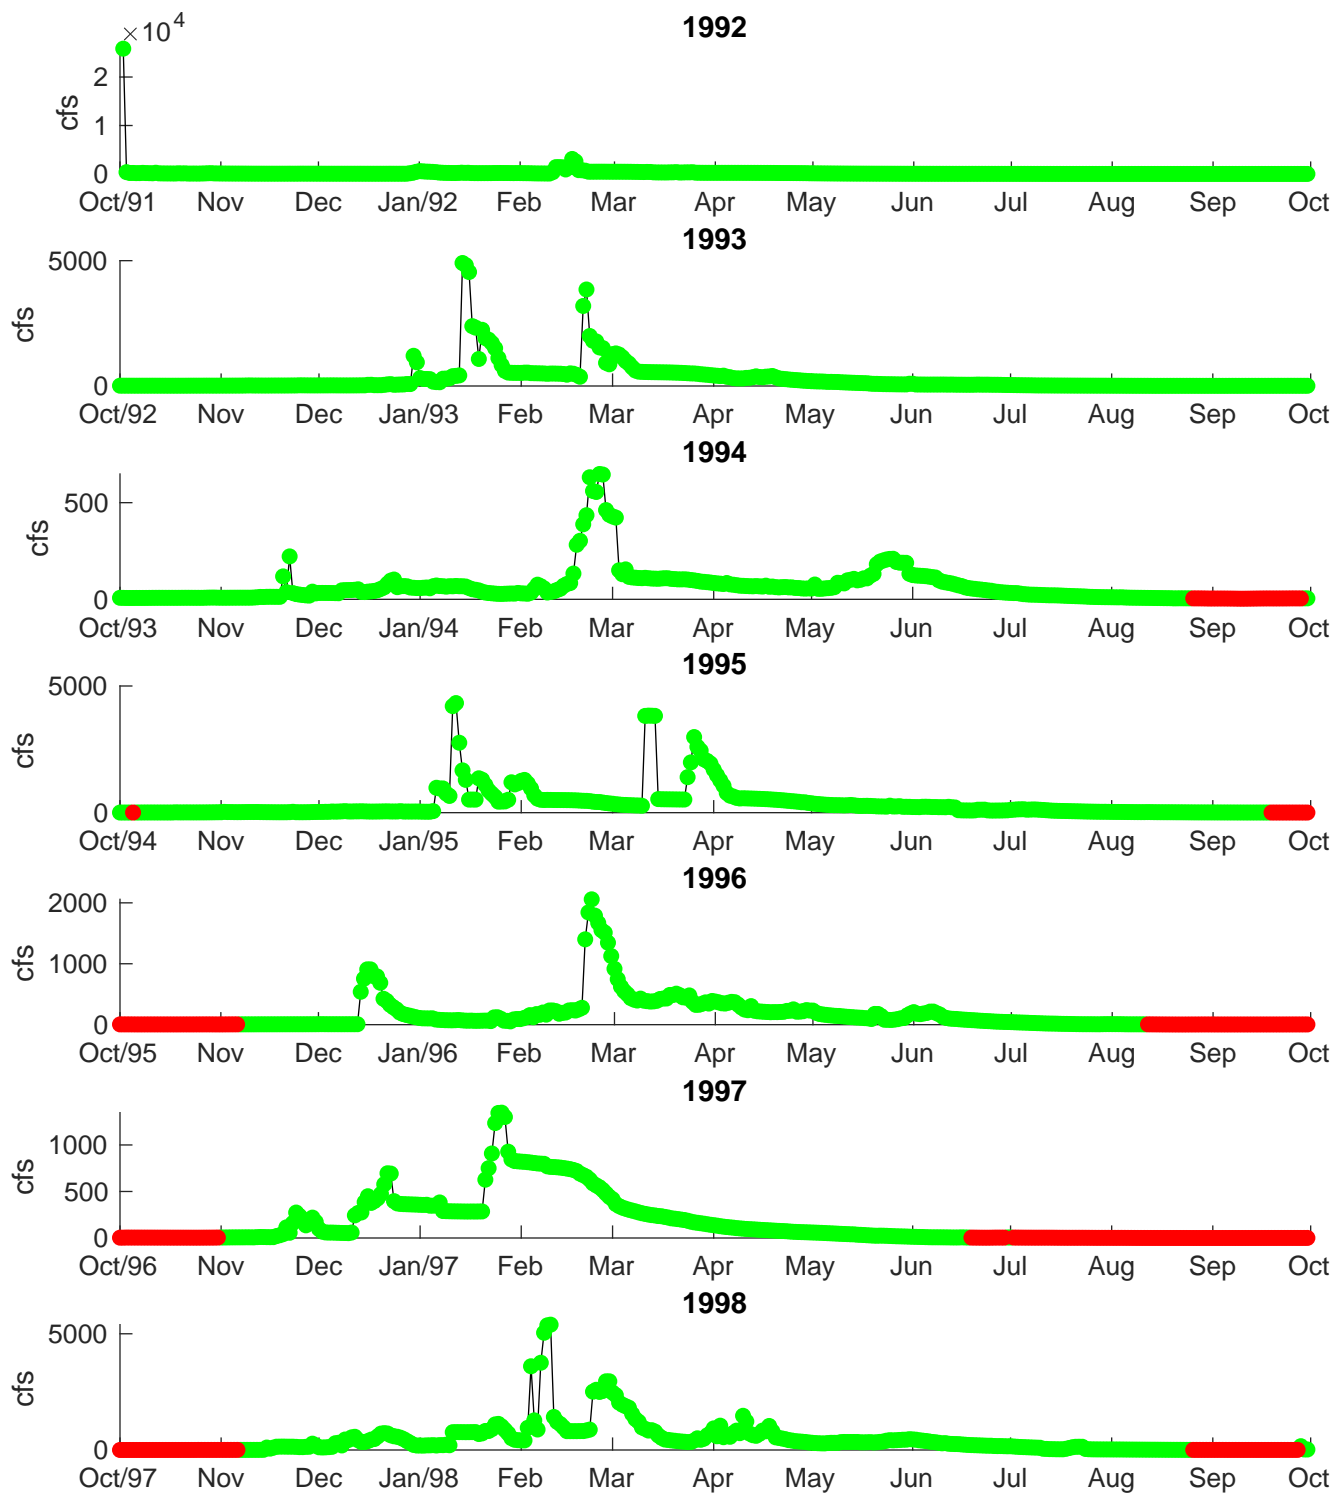 1992
×10^4
cfs
2
1
0
Oct/91 Nov Dec Jan/92 Feb Mar Apr May Jun Jul Aug Sep Oct
1993
cfs
5000
0
Oct/92 Nov Dec Jan/93 Feb Mar Apr May Jun Jul Aug Sep Oct
1994
cfs
500
0
Oct/93 Nov Dec Jan/94 Feb Mar Apr May Jun Jul Aug Sep Oct
1995
cfs
5000
0
Oct/94 Nov Dec Jan/95 Feb Mar Apr May Jun Jul Aug Sep Oct
1996
cfs
2000
1000
0
Oct/95 Nov Dec Jan/96 Feb Mar Apr May Jun Jul Aug Sep Oct
1997
cfs
1000
500
0
Oct/96 Nov Dec Jan/97 Feb Mar Apr May Jun Jul Aug Sep Oct
1998
cfs
5000
0
Oct/97 Nov Dec Jan/98 Feb Mar Apr May Jun Jul Aug Sep Oct